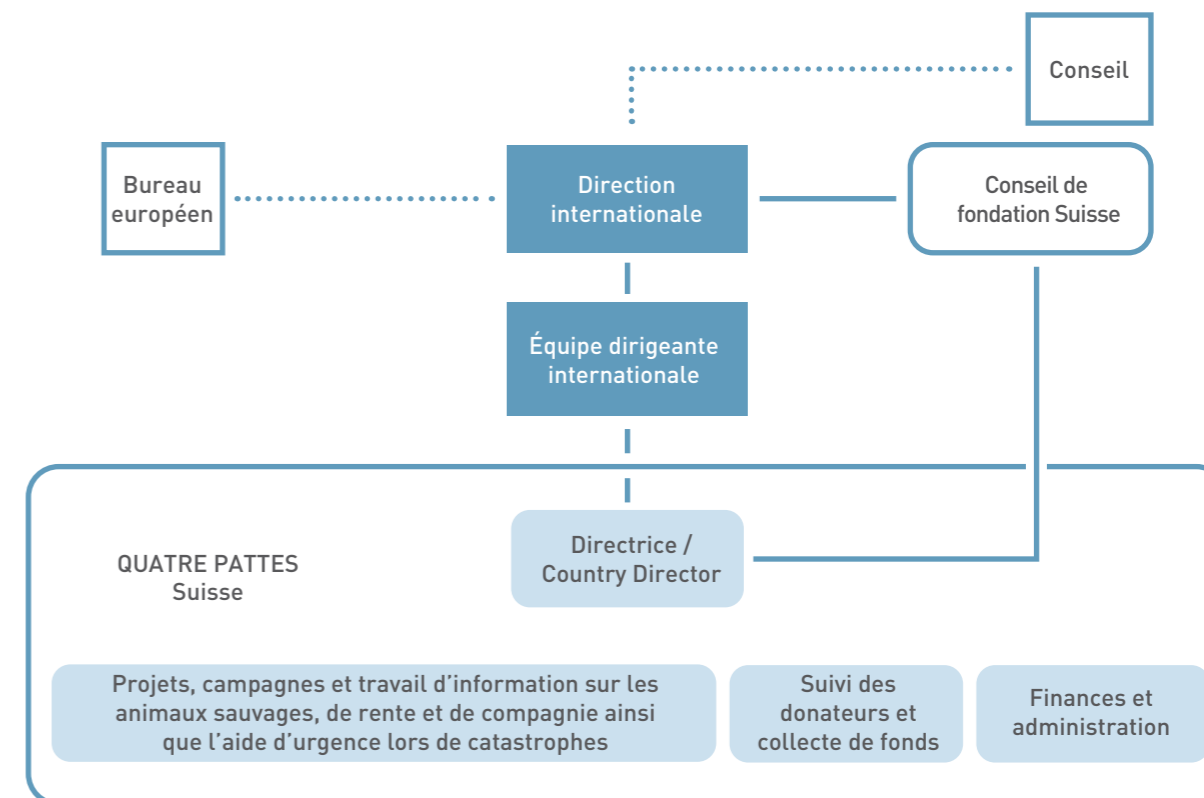 Conseil
Bureau
européen
Direction
internationale
Conseil de
fondation Suisse
Équipe dirigeante
internationale
QUATRE PATTES
Suisse
Directrice /
Country Director
Projets, campagnes et travail d’information sur les
animaux sauvages, de rente et de compagnie ainsi
que l’aide d’urgence lors de catastrophes
Suivi des
donateurs et
collecte de fonds
Finances et
administration